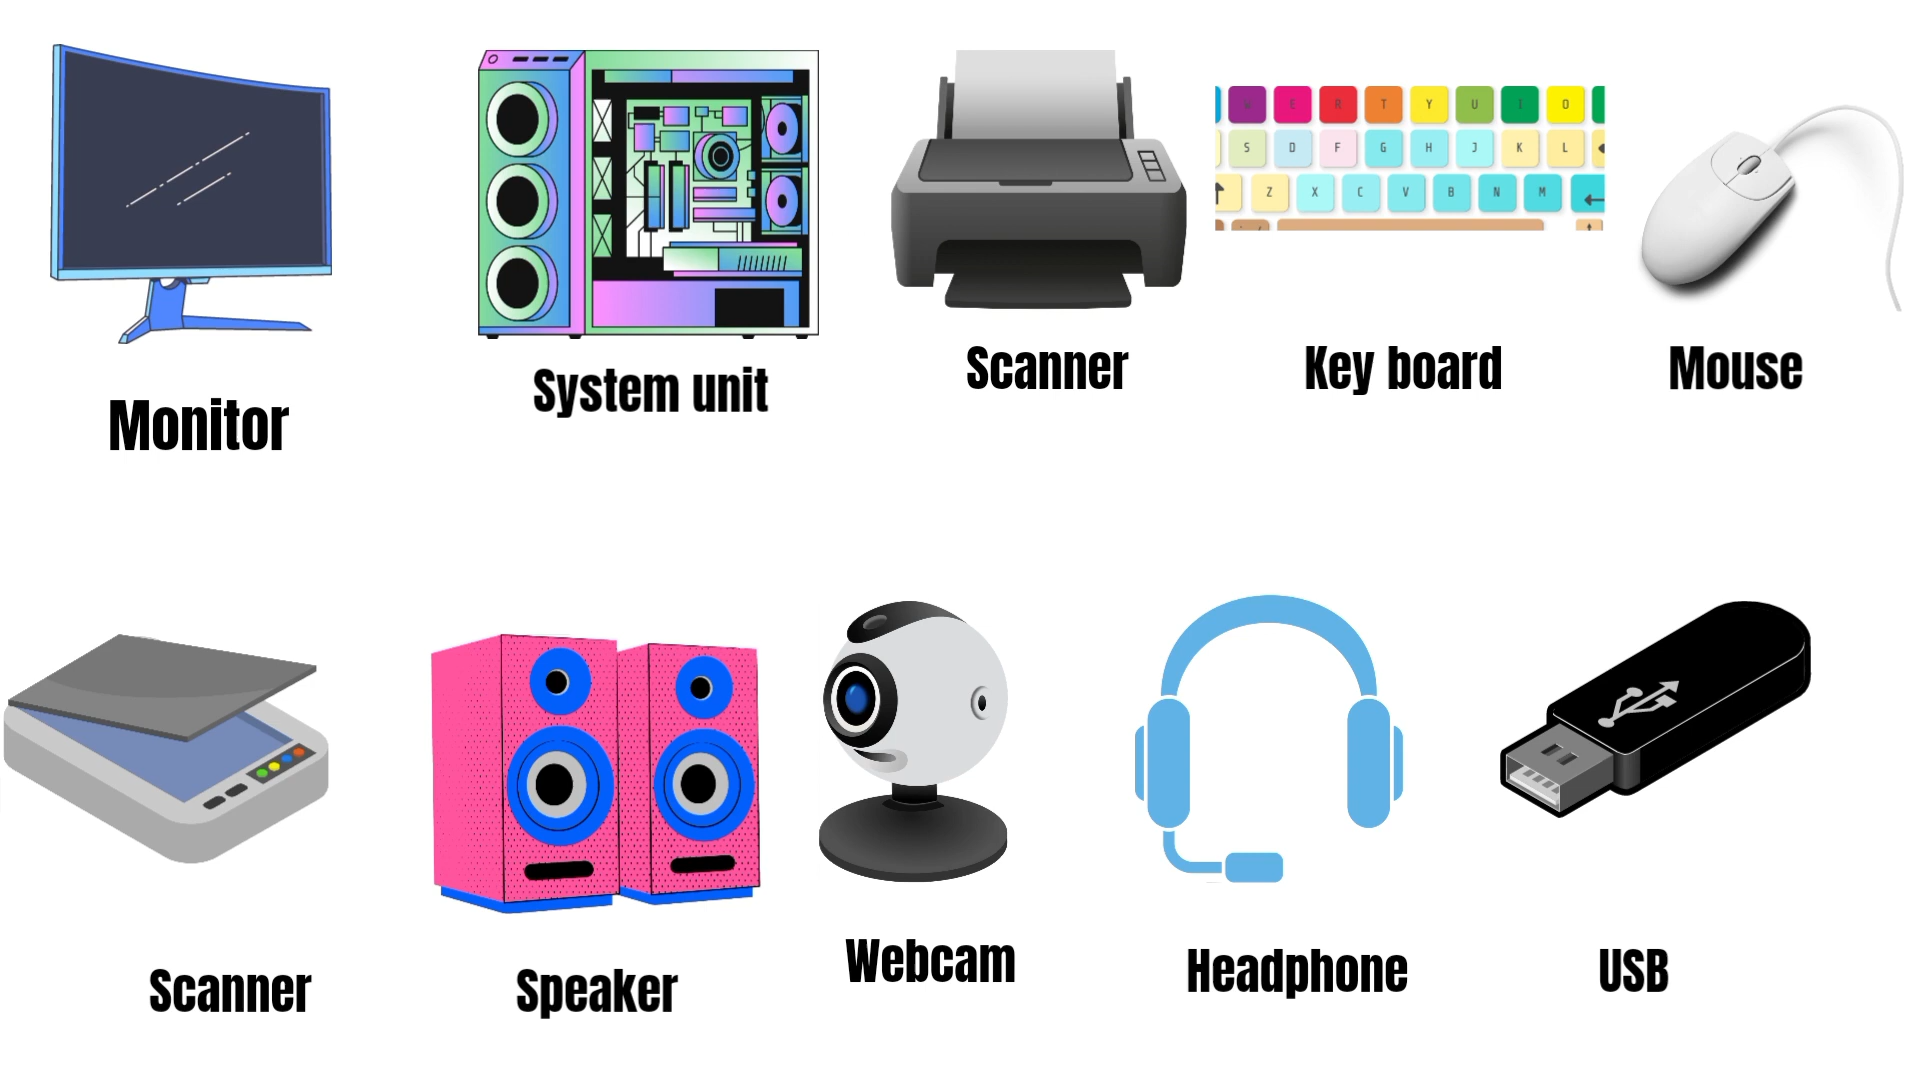 W E R T Y U I O
S D F G H J K L
Z X C V B N M
Monitor
System unit
Scanner
Key board
Mouse
Scanner
Speaker
Webcam
Headphone
USB